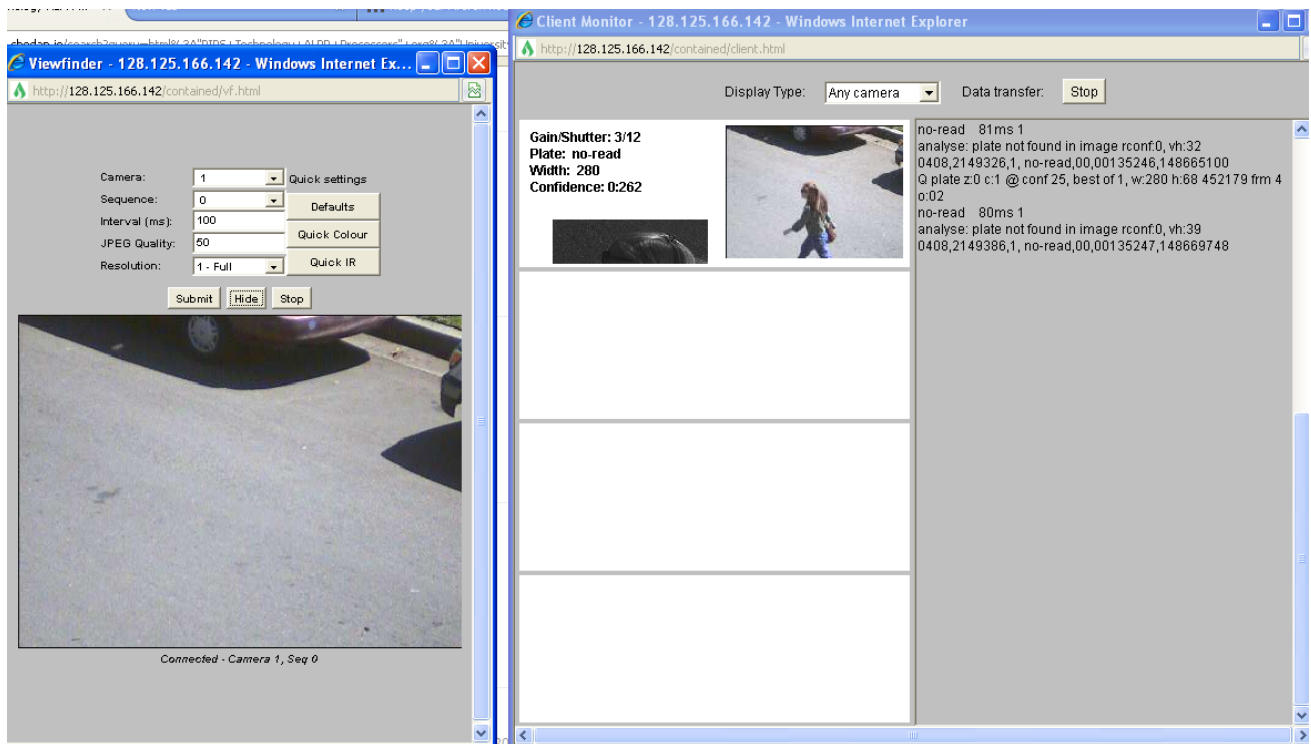 Viewfinder - 128.125.166.142 - Windows Internet Ex...
http://128.125.166.142/contained/vf.html
Camera: 1 Quick settings
Sequence: 0 Defaults
Interval (ms): 100
Quick Colour
JPEG Quality: 50
Resolution: 1 - Full Quick IR
Submit Hide Stop
Connected - Camera 1, Seq 0
Client Monitor - 128.125.166.142 - Windows Internet Explorer
http://128.125.166.142/contained/client.html
Display Type: Any camera Data transfer: Stop
Gain/Shutter: 3/12
Plate: no-read
Width: 280
Confidence: 0:262
no-read 81ms 1
analyse: plate not found in image rconf:0, vh:32
0408,2149326,1, no-read,00,00135246,148665100
Q plate z:0 c:1 @ conf 25, best of 1, w:280 h:68 452179 frm 4
o:02
no-read 80ms 1
analyse: plate not found in image rconf:0, vh:39
0408,2149386,1, no-read,00,00135247,148669748